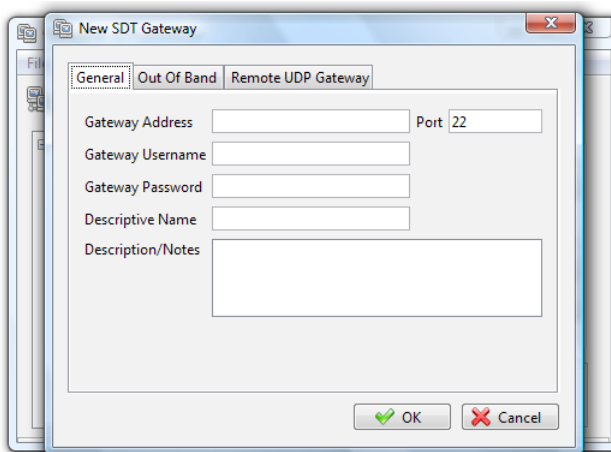 New SDT Gateway
General Out Of Band Remote UDP Gateway
Gateway Address Port 22
Gateway Username
Gateway Password
Descriptive Name
Description/Notes
OK Cancel